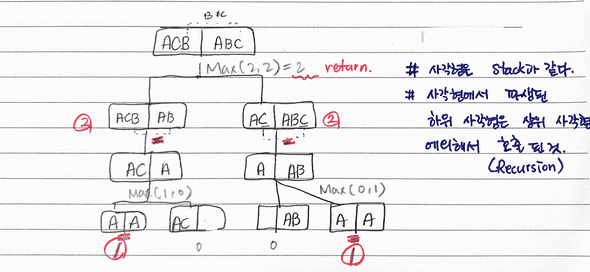 B≠C
ACB ABC
Max(2,2)=2 return.
# 사각형은 Stack과 같다.
# 사각형에서 파생된
하위 사각형은 상위 사각형
에 의해서 호출 된 것.
(Recursion)
② ACB AB AC ABC ②
AC A A AB
Max(1,0) Max(0,1)
A A AC AB A A
① 0 0 ①